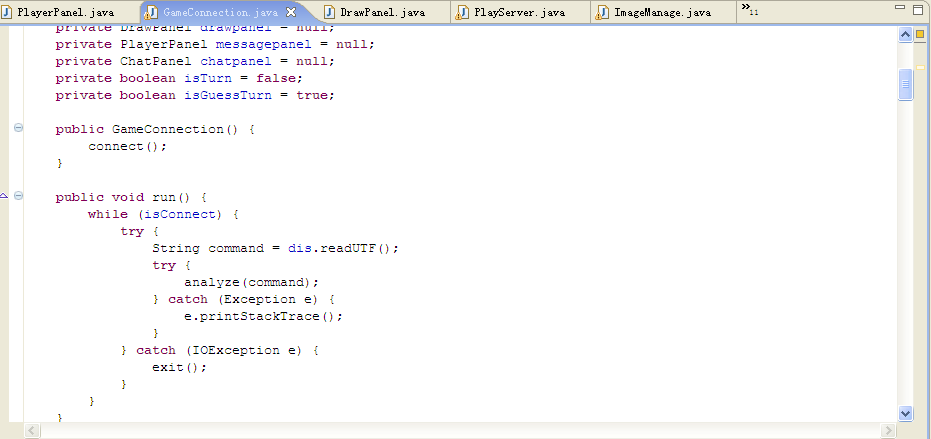 PlayerPanel.java GameConnection.java DrawPanel.java PlayServer.java ImageManage.java »11
private DrawPanel drawpanel = null;
private PlayerPanel messagepanel = null;
private ChatPanel chatpanel = null;
private boolean isTurn = false;
private boolean isGuessTurn = true;
public GameConnection() {
connect();
}
public void run() {
while (isConnect) {
try {
String command = dis.readUTF();
try {
analyze(command);
} catch (Exception e) {
e.printStackTrace();
}
} catch (IOException e) {
exit();
}
}
}